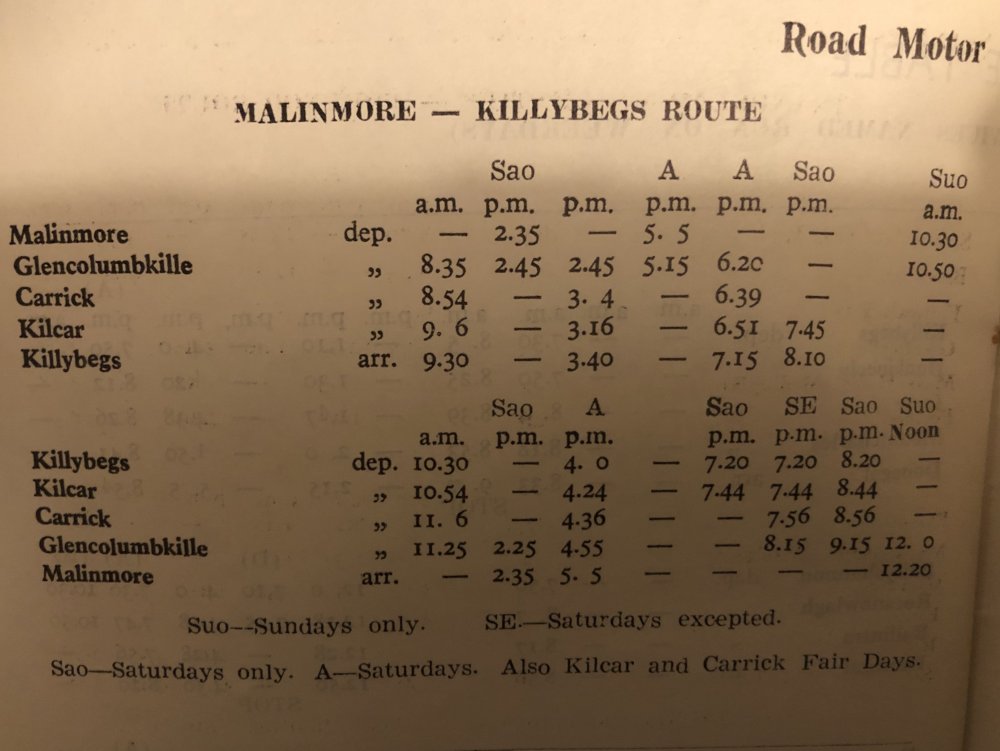 Road Motor
MALINMORE — KILLYBEGS ROUTE
Sao A A Sao Suo
a.m. p.m. p.m. p.m. p.m. p.m. a.m.
Malinmore dep. — 2.35 — 5. 5 — — 10.30
Glencolumbkille ,, 8.35 2.45 2.45 5.15 6.20 — 10.50
Carrick ,, 8.54 — 3. 4 — 6.39 — —
Kilcar ,, 9. 6 — 3.16 — 6.51 7.45 —
Killybegs arr. 9.30 — 3.40 — 7.15 8.10 —
Sao A Sao SE Sao Suo
a.m. p.m. p.m. p.m. p.m. p.m. Noon
Killybegs dep. 10.30 — 4. 0 — 7.20 7.20 8.20 —
Kilcar ,, 10.54 — 4.24 — 7.44 7.44 8.44 —
Carrick ,, 11. 6 — 4.36 — — 7.56 8.56 —
Glencolumbkille ,, 11.25 2.25 4.55 — — 8.15 9.15 12. 0
Malinmore arr. — 2.35 5. 5 — — — — 12.20
Suo--Sundays only. SE.—Saturdays excepted.
Sao—Saturdays only. A—Saturdays. Also Kilcar and Carrick Fair Days.